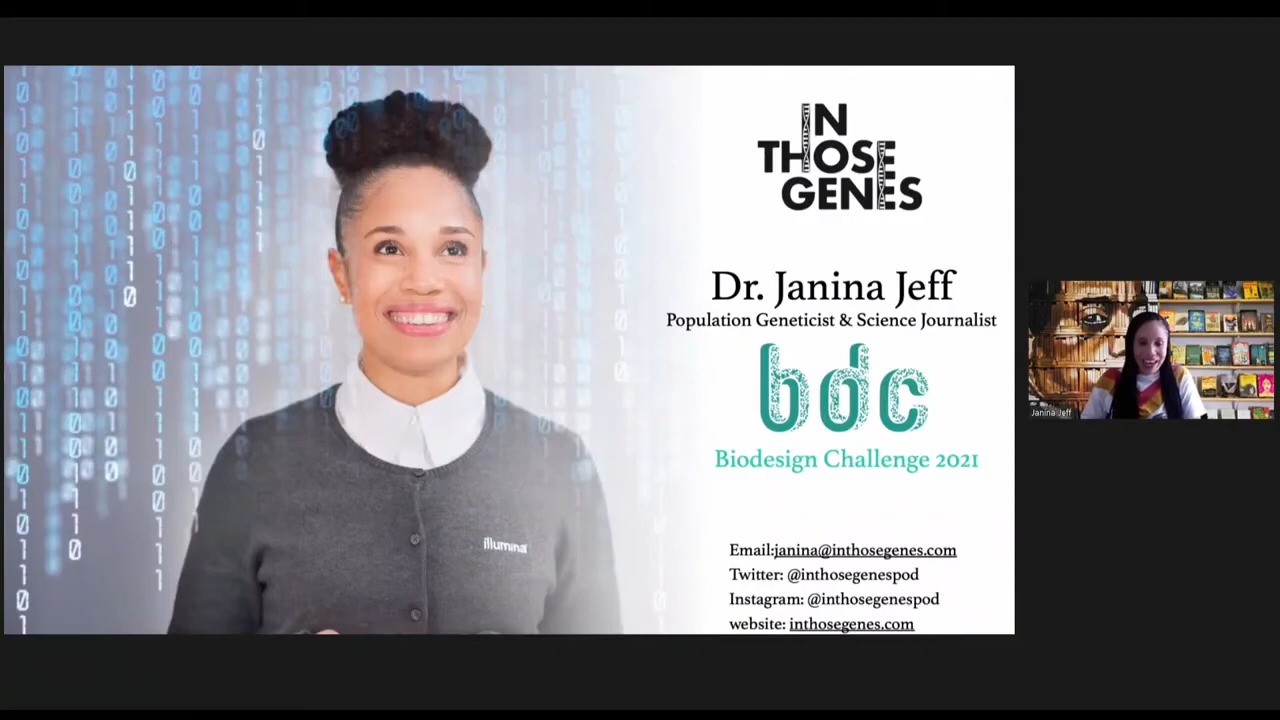 IN
THOSE
GENES
Dr. Janina Jeff
Population Geneticist & Science Journalist
bdc
Biodesign Challenge 2021
Email:janina@inthosegenes.com
Twitter: @inthosegenespod
Instagram: @inthosegenespod
website: inthosegenes.com
illumina
Janina Jeff